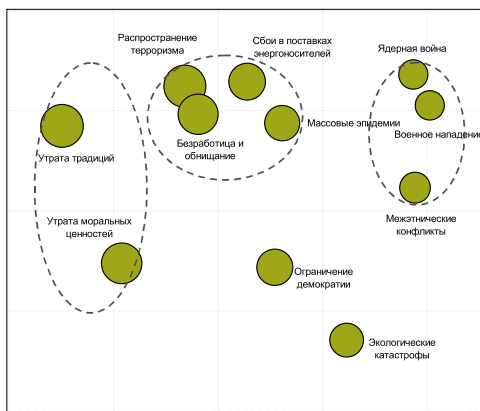 Распространение
терроризма
Сбои в поставках
энергоносителей
Ядерная война
Массовые эпидемии
Военное нападение
Безработица и
обнищание
Утрата традиций
Утрата моральных
ценностей
Межэтнические
конфликты
Ограничение
демократии
Экологические
катастрофы